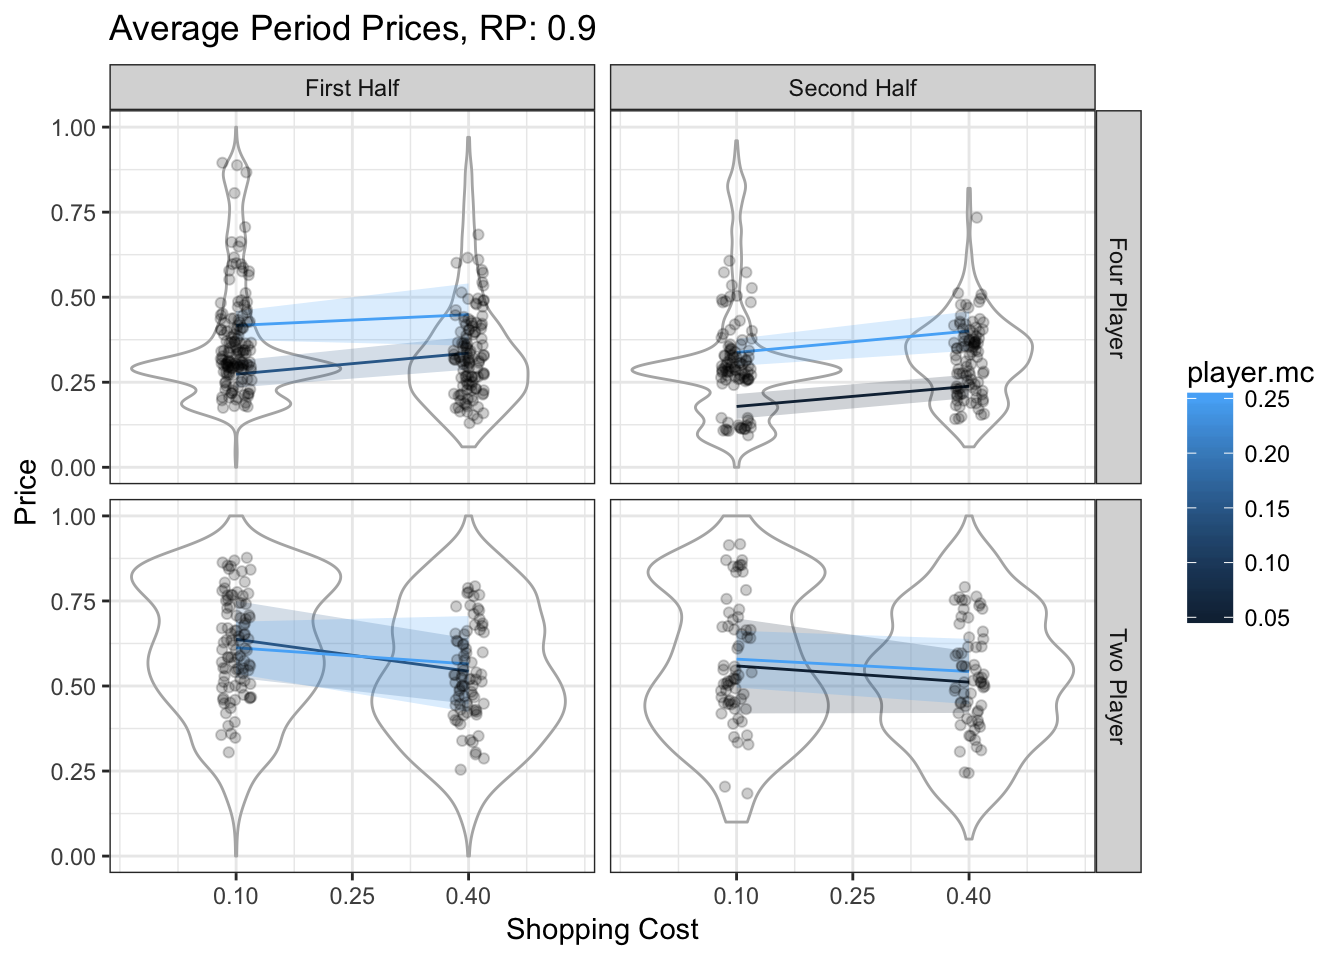 Average Period Prices, RP: 0.9
First Half
Second Half
1.00
0.75
0.50
0.25
0.00
Four Player
1.00
0.75
0.50
0.25
0.00
Two Player
Price
0.10
0.25
0.40
0.10
0.25
0.40
Shopping Cost
player.mc
0.25
0.20
0.15
0.10
0.05